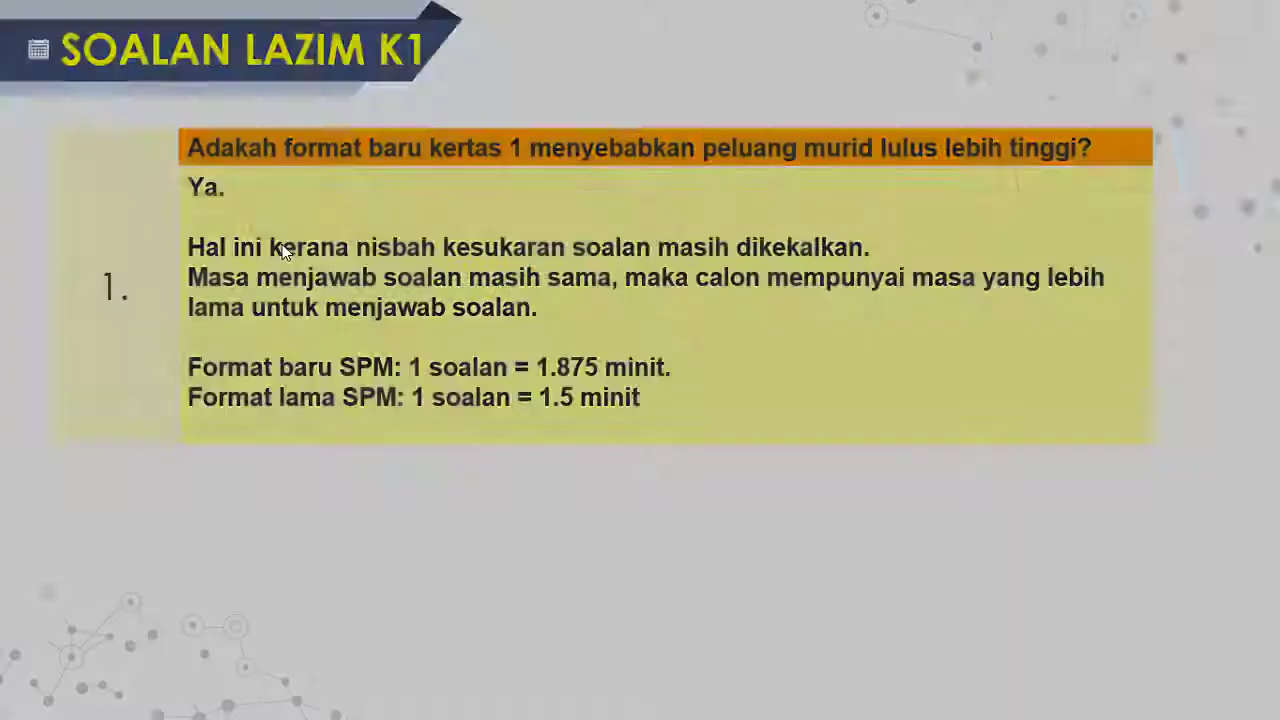 SOALAN LAZIM K1
Adakah format baru kertas 1 menyebabkan peluang murid lulus lebih tinggi?
Ya.
1.
Hal ini kerana nisbah kesukaran soalan masih dikekalkan.
Masa menjawab soalan masih sama, maka calon mempunyai masa yang lebih
lama untuk menjawab soalan.
Format baru SPM: 1 soalan = 1.875 minit.
Format lama SPM: 1 soalan = 1.5 minit